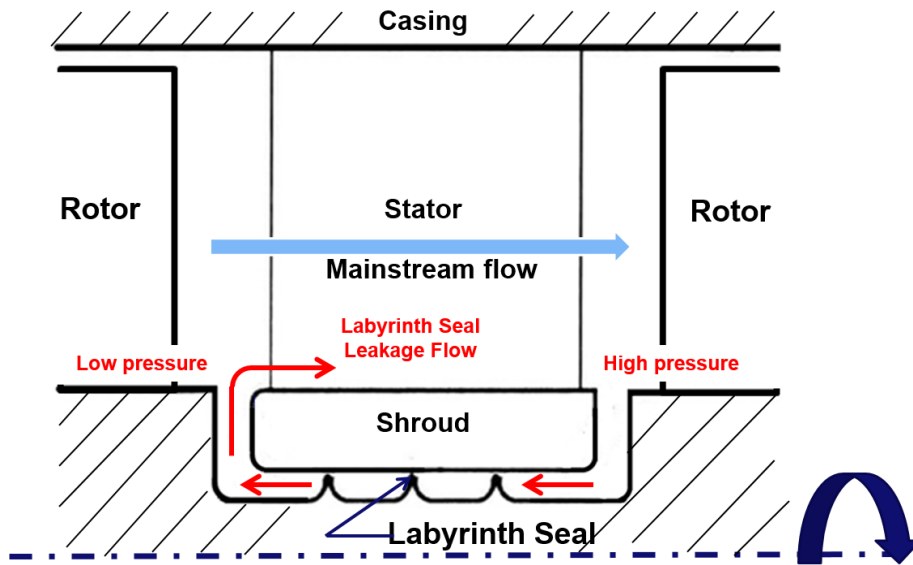 Casing
Rotor
Stator
Rotor
Mainstream flow
Labyrinth Seal
Leakage Flow
Low pressure
High pressure
Shroud
Labyrinth Seal